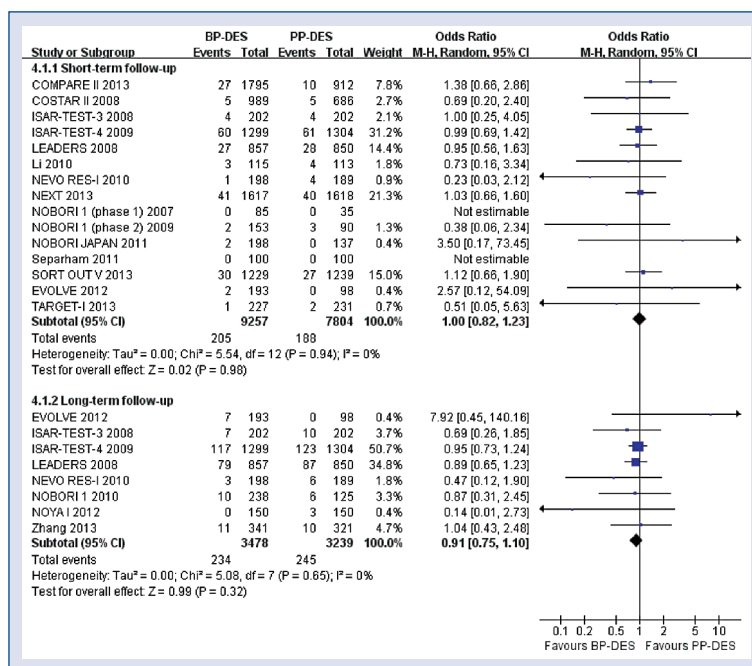 BP-DES PP-DES Odds Ratio Odds Ratio
Study or Subgroup Events Total Events Total Weight M-H, Random, 95% CI M-H, Random, 95% CI
4.1.1 Short-term follow-up
COMPARE II 2013 27 1795 10 912 7.8% 1.38 [0.66, 2.86]
COSTAR II 2008 5 989 5 686 2.7% 0.69 [0.20, 2.40]
ISAR-TEST-3 2008 4 202 4 202 2.1% 1.00 [0.25, 4.05]
ISAR-TEST-4 2009 60 1299 61 1304 31.2% 0.99 [0.69, 1.42]
LEADERS 2008 27 857 28 850 14.4% 0.95 [0.56, 1.63]
Li 2010 3 115 4 113 1.8% 0.73 [0.16, 3.34]
NEVO RES-I 2010 1 198 4 189 0.9% 0.23 [0.03, 2.12]
NEXT 2013 41 1617 40 1618 21.3% 1.03 [0.66, 1.60]
NOBORI 1 (phase 1) 2007 0 85 0 35 Not estimable
NOBORI 1 (phase 2) 2009 2 153 3 90 1.3% 0.38 [0.06, 2.34]
NOBORI JAPAN 2011 2 198 0 137 0.4% 3.50 [0.17, 73.45]
Separham 2011 0 100 0 100 Not estimable
SORT OUT V 2013 30 1229 27 1239 15.0% 1.12 [0.66, 1.90]
EVOLVE 2012 2 193 0 98 0.4% 2.57 [0.12, 54.09]
TARGET-I 2013 1 227 2 231 0.7% 0.51 [0.05, 5.63]
Subtotal (95% CI) 9257 7804 100.0% 1.00 [0.82, 1.23]
Total events 205 188
Heterogeneity: Tau² = 0.00; Chi² = 5.54, df = 12 (P = 0.94); I² = 0%
Test for overall effect: Z = 0.02 (P = 0.98)
4.1.2 Long-term follow-up
EVOLVE 2012 7 193 0 98 0.4% 7.92 [0.45, 140.16]
ISAR-TEST-3 2008 7 202 10 202 3.7% 0.69 [0.26, 1.85]
ISAR-TEST-4 2009 117 1299 123 1304 50.7% 0.95 [0.73, 1.24]
LEADERS 2008 79 857 87 850 34.8% 0.89 [0.65, 1.23]
NEVO RES-I 2010 3 198 6 189 1.8% 0.47 [0.12, 1.90]
NOBORI 1 2010 10 238 6 125 3.3% 0.87 [0.31, 2.45]
NOYA I 2012 0 150 3 150 0.4% 0.14 [0.01, 2.73]
Zhang 2013 11 341 10 321 4.7% 1.04 [0.43, 2.48]
Subtotal (95% CI) 3478 3239 100.0% 0.91 [0.75, 1.10]
Total events 234 245
Heterogeneity: Tau² = 0.00; Chi² = 5.08, df = 7 (P = 0.65); I² = 0%
Test for overall effect: Z = 0.99 (P = 0.32)
0.1 0.2 0.5 1 2 5 10
Favours BP-DES Favours PP-DES